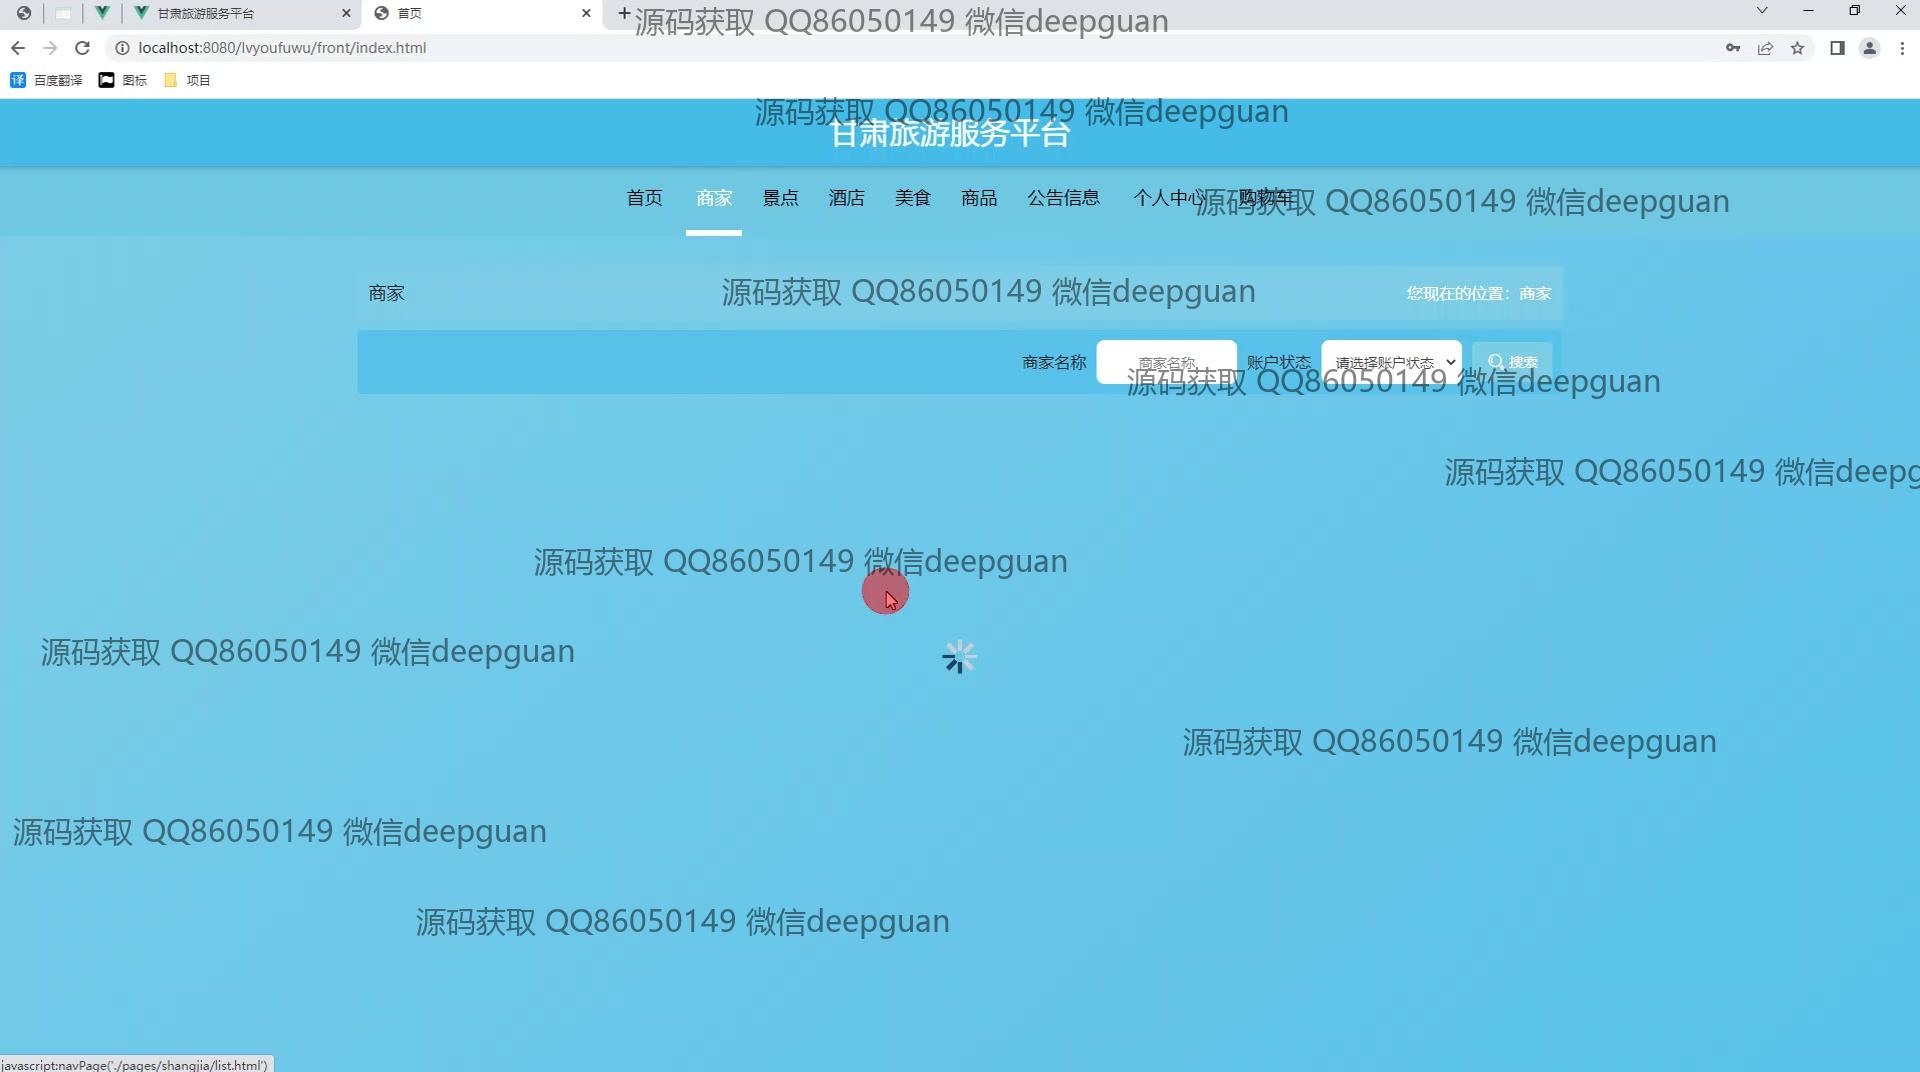 甘肃旅游服务平台
首页
源码获取 QQ86050149 微信deepguan
localhost:8080/lvyoufuwu/front/index.html
译 百度翻译 图标 项目
源码获取 QQ86050149 微信deepguan
甘肃旅游服务平台
首页 商家 景点 酒店 美食 商品 公告信息 个人中心 购物车
源码获取 QQ86050149 微信deepguan
商家
源码获取 QQ86050149 微信deepguan
您现在的位置：商家
商家名称 商家名称 账户状态 请选择账户状态 搜索
源码获取 QQ86050149 微信deepguan
源码获取 QQ86050149 微信deepg
源码获取 QQ86050149 微信deepguan
源码获取 QQ86050149 微信deepguan
源码获取 QQ86050149 微信deepguan
源码获取 QQ86050149 微信deepguan
源码获取 QQ86050149 微信deepguan
javascript:navPage('./pages/shangjia/list.html')